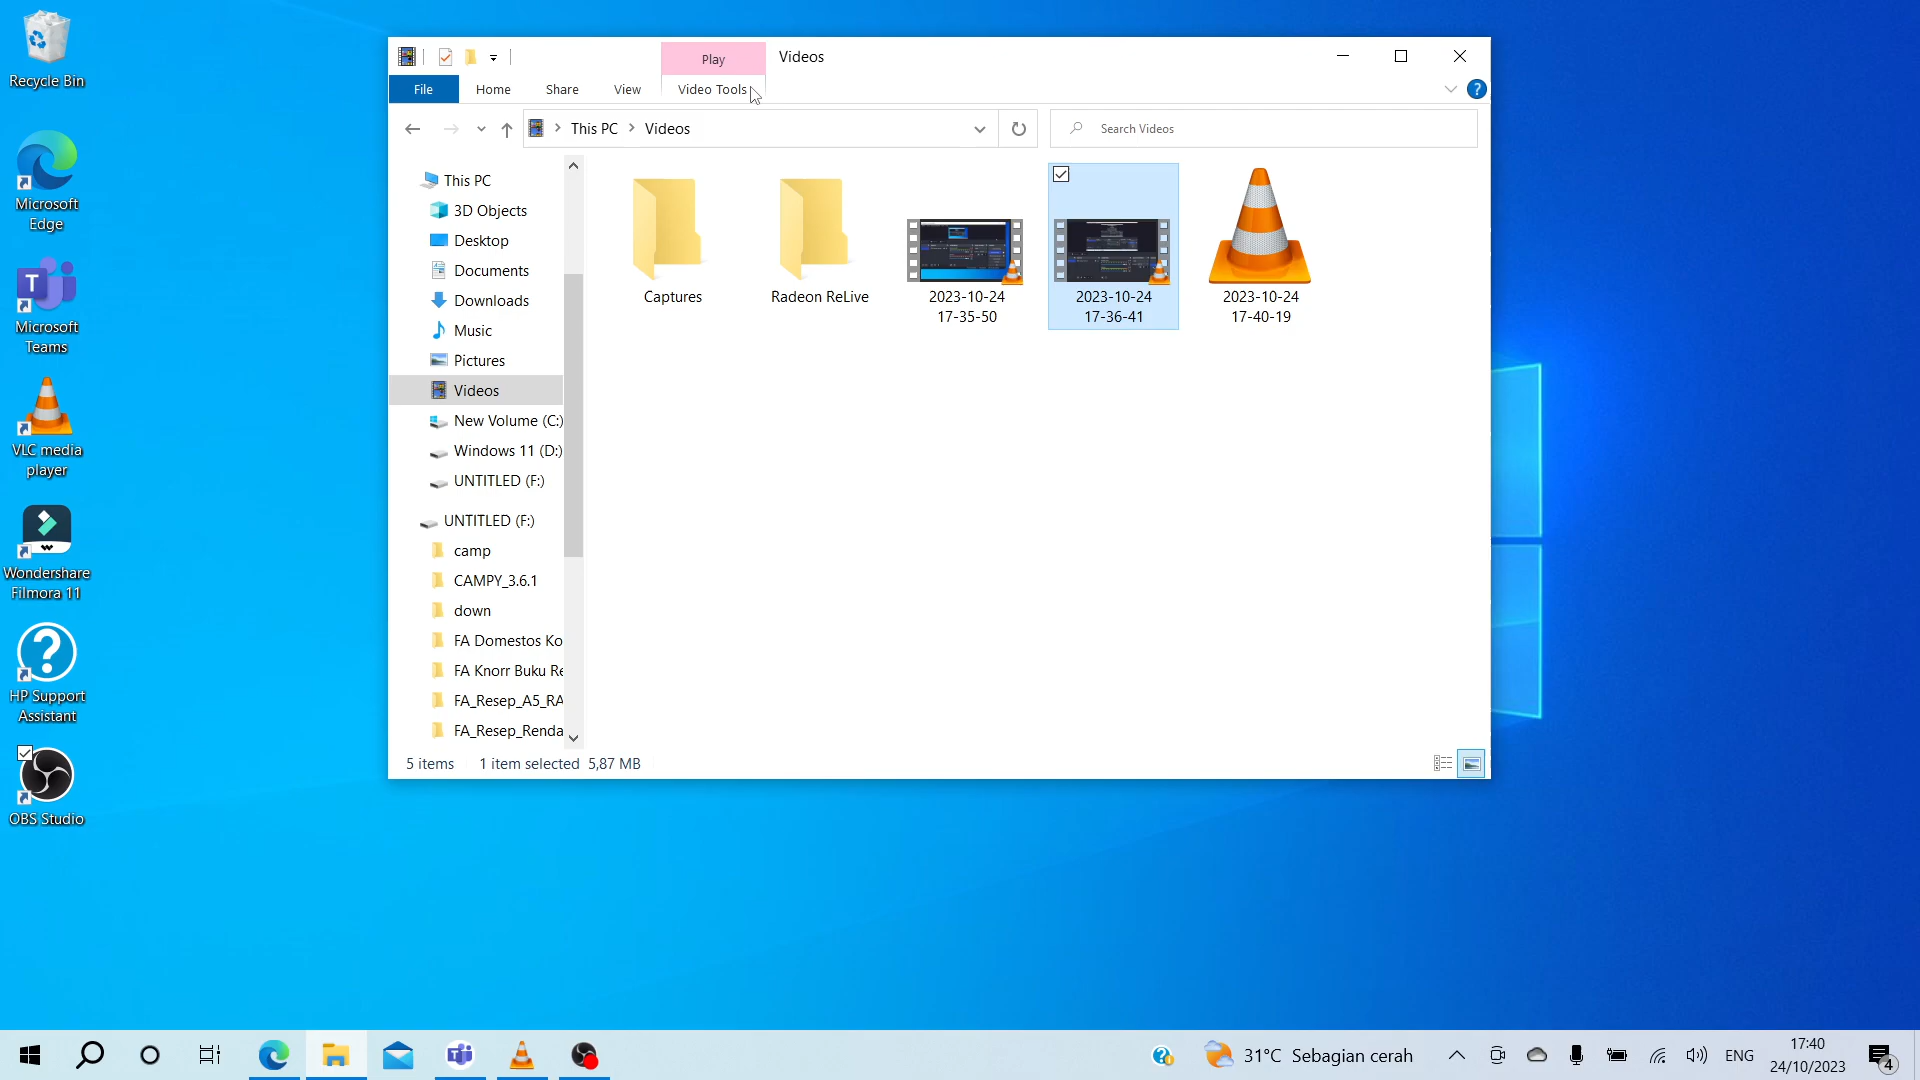 Recycle Bin
Microsoft
Edge
Microsoft
Teams
VLC media
player
Wondershare
Filmora 11
HP Support
Assistant
OBS Studio
Play
Videos
File
Home
Share
View
Video Tools
This PC
Videos
Search Videos
This PC
3D Objects
Desktop
Documents
Downloads
Music
Pictures
Videos
New Volume (C:)
Windows 11 (D:)
UNTITLED (F:)
UNTITLED (F:)
camp
CAMPY_3.6.1
down
FA Domestos Ko
FA Knorr Buku Re
FA_Resep_A5_RA
FA_Resep_Renda
Captures
Radeon ReLive
2023-10-24
17-35-50
2023-10-24
17-36-41
2023-10-24
17-40-19
5 items
1 item selected 5,87 MB
31°C Sebagian cerah
ENG
17:40
24/10/2023
4